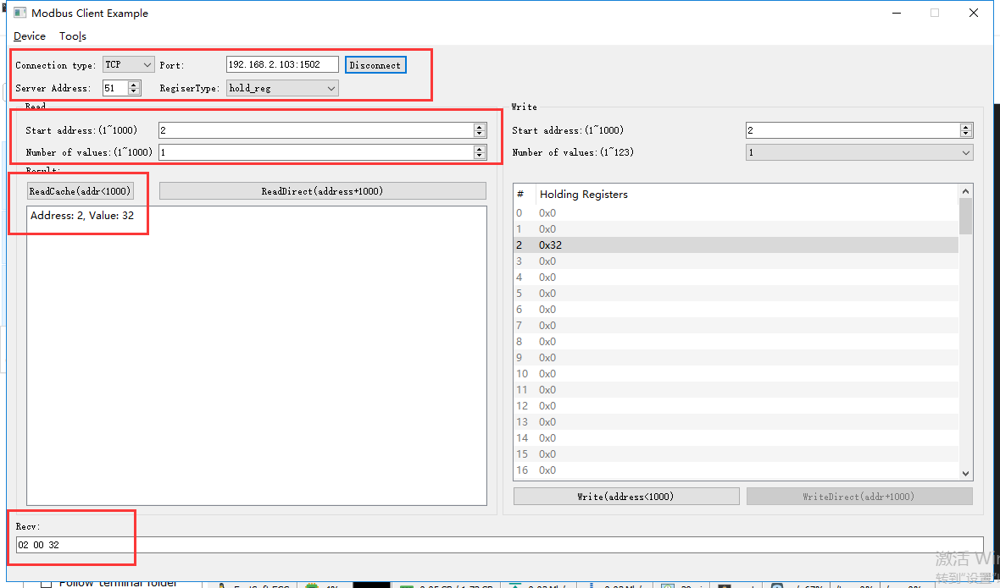 Modbus Client Example
Device Tools
Connection type: TCP Port: 192.168.2.103:1502 Disconnect
Server Address: 51 RegiserType: hold_reg
Read
Start address:(1~1000) 2
Number of values:(1~1000) 1
Result:
ReadCache(addr<1000) ReadDirect(address+1000)
Address: 2, Value: 32
Write
Start address:(1~1000) 2
Number of values:(1~123) 1
# Holding Registers
0 0x0
1 0x0
2 0x32
3 0x0
4 0x0
5 0x0
6 0x0
7 0x0
8 0x0
9 0x0
10 0x0
11 0x0
12 0x0
13 0x0
14 0x0
15 0x0
16 0x0
Write(address<1000) WriteDirect(addr+1000)
Recv:
02 00 32
激活 Win
转到"设置"
Follow terminal folder